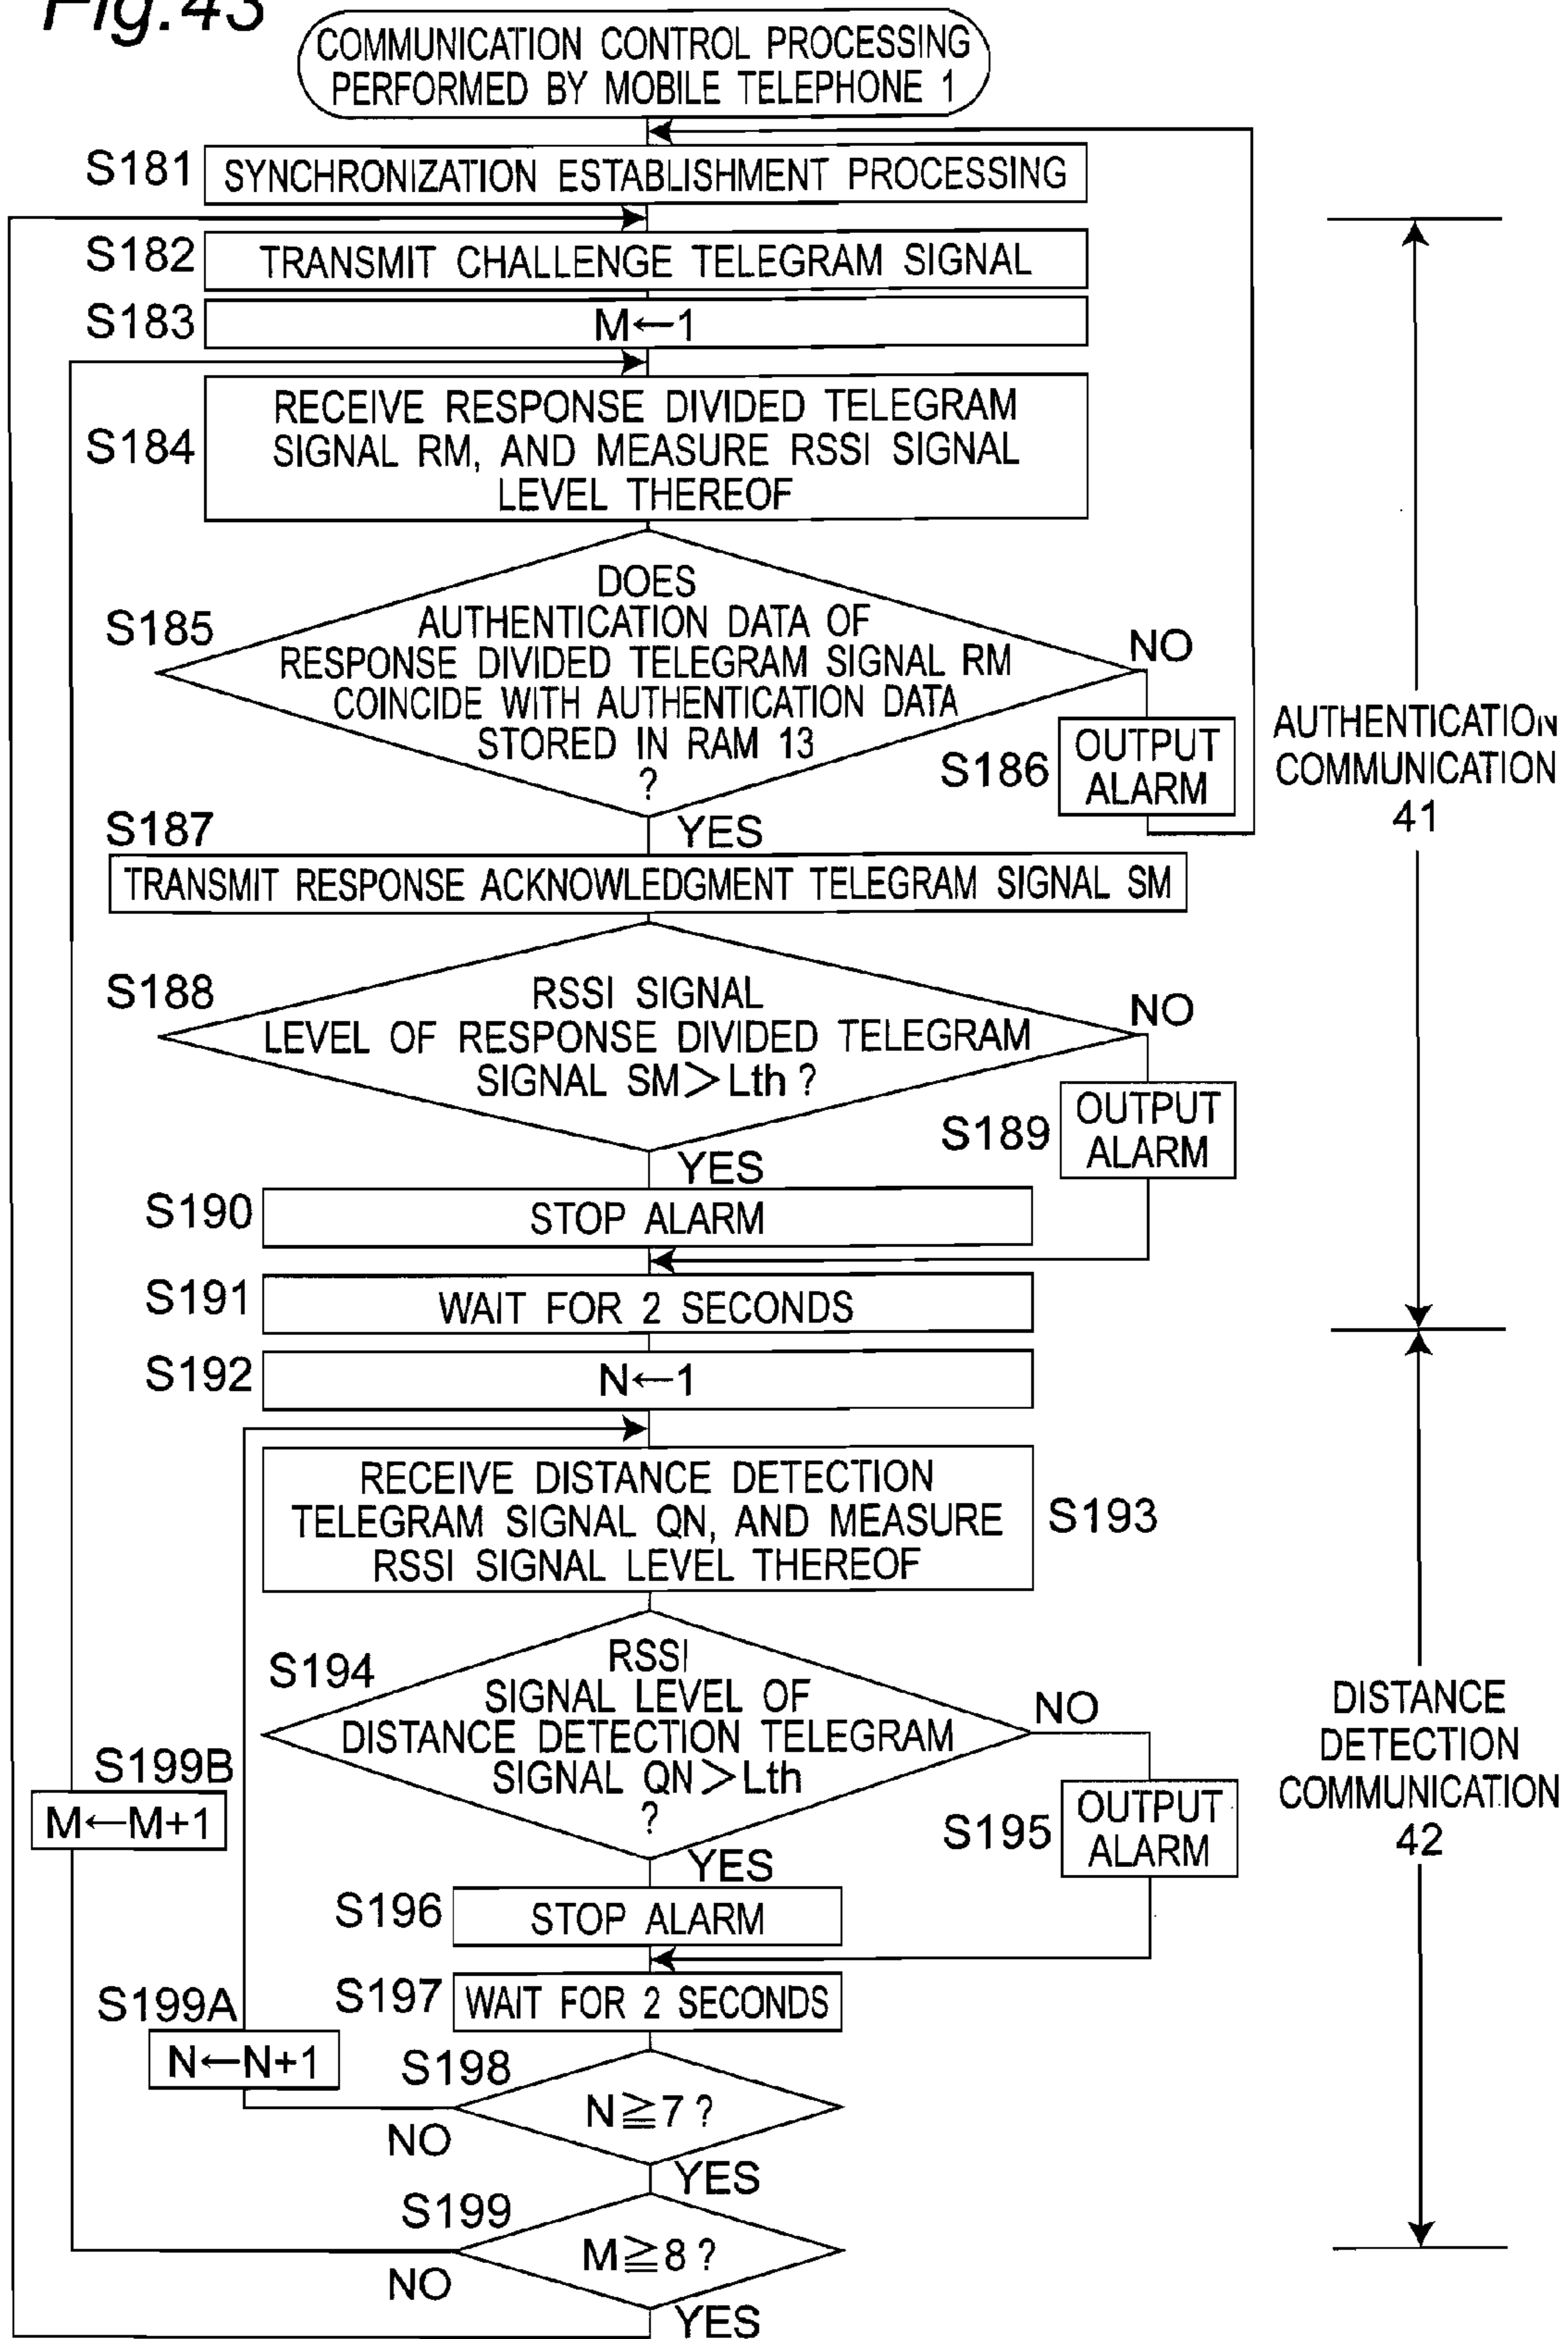 Fig.43
COMMUNICATION CONTROL PROCESSING
PERFORMED BY MOBILE TELEPHONE 1
S181
SYNCHRONIZATION ESTABLISHMENT PROCESSING
S182
TRANSMIT CHALLENGE TELEGRAM SIGNAL
S183
M←1
S184
RECEIVE RESPONSE DIVIDED TELEGRAM
SIGNAL RM, AND MEASURE RSSI SIGNAL
LEVEL THEREOF
S185
DOES
AUTHENTICATION DATA OF
RESPONSE DIVIDED TELEGRAM SIGNAL RM
COINCIDE WITH AUTHENTICATION DATA
STORED IN RAM 13
?
NO
S186
OUTPUT
ALARM
AUTHENTICATION
COMMUNICATION
41
YES
S187
TRANSMIT RESPONSE ACKNOWLEDGMENT TELEGRAM SIGNAL SM
S188
RSSI SIGNAL
LEVEL OF RESPONSE DIVIDED TELEGRAM
SIGNAL SM>Lth ?
NO
S189
OUTPUT
ALARM
YES
S190
STOP ALARM
S191
WAIT FOR 2 SECONDS
S192
N←1
RECEIVE DISTANCE DETECTION
TELEGRAM SIGNAL QN, AND MEASURE
RSSI SIGNAL LEVEL THEREOF
S193
S194
RSSI
SIGNAL LEVEL OF
DISTANCE DETECTION TELEGRAM
SIGNAL QN>Lth
?
NO
S195
OUTPUT
ALARM
DISTANCE
DETECTION
COMMUNICATION
42
S199B
M←M+1
YES
S196
STOP ALARM
S197
WAIT FOR 2 SECONDS
S199A
N←N+1
S198
N≧7 ?
NO
YES
S199
M≧8 ?
NO
YES